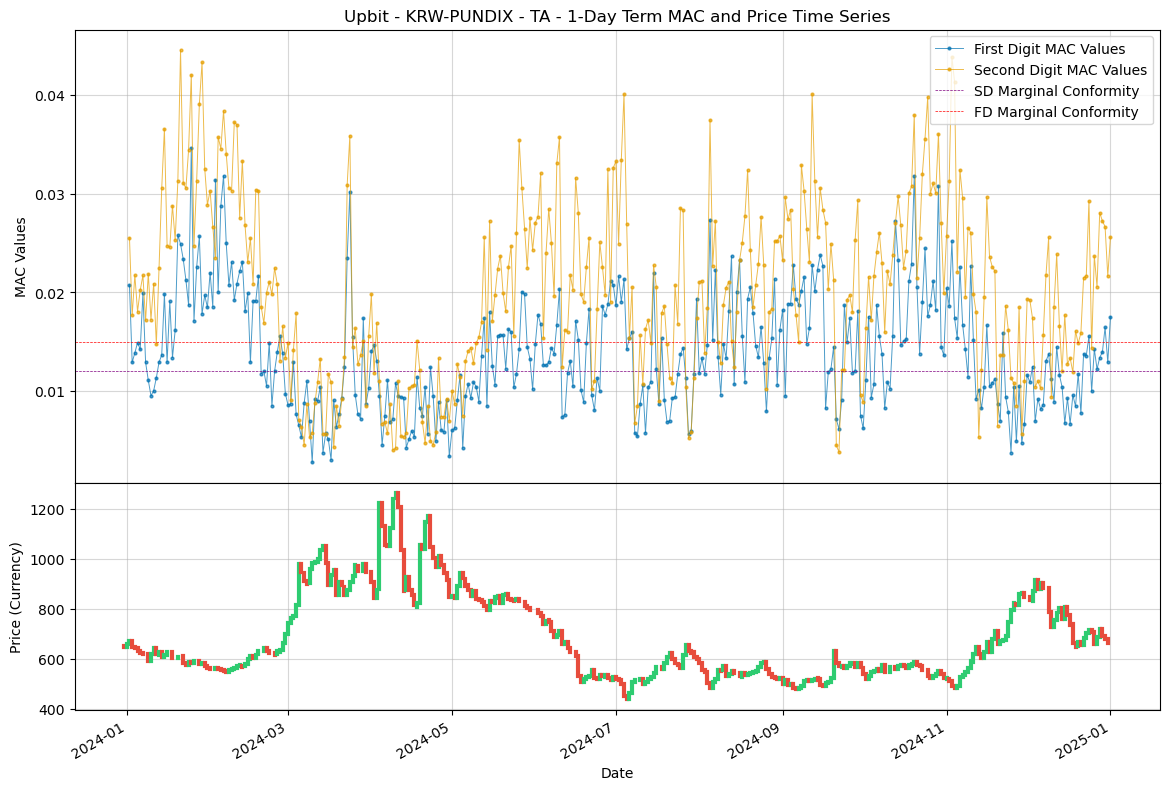 Upbit - KRW-PUNDIX - TA - 1-Day Term MAC and Price Time Series
First Digit MAC Values
Second Digit MAC Values
SD Marginal Conformity
FD Marginal Conformity
MAC Values
0.04
0.03
0.02
0.01
Price (Currency)
1200
1000
800
600
400
2024-01
2024-03
2024-05
2024-07
2024-09
2024-11
2025-01
Date